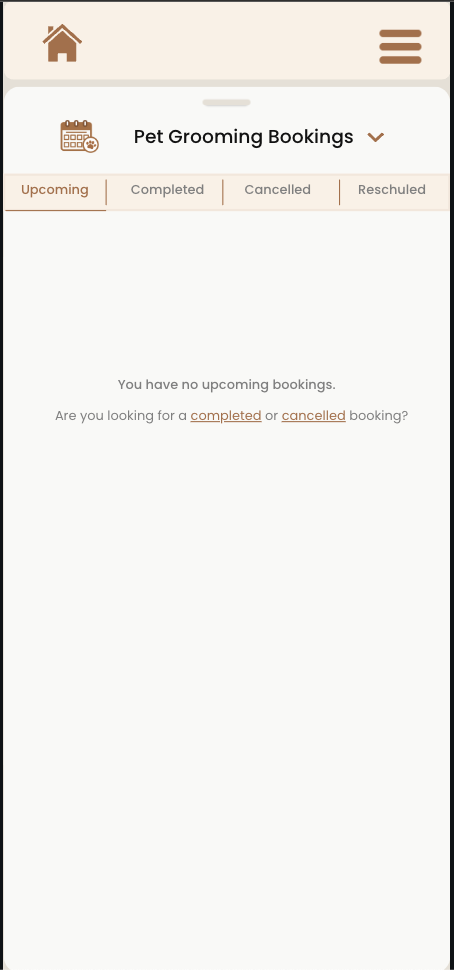 Pet Grooming Bookings
Upcoming
Completed
Cancelled
Reschuled
You have no upcoming bookings.
Are you looking for a completed or cancelled booking?